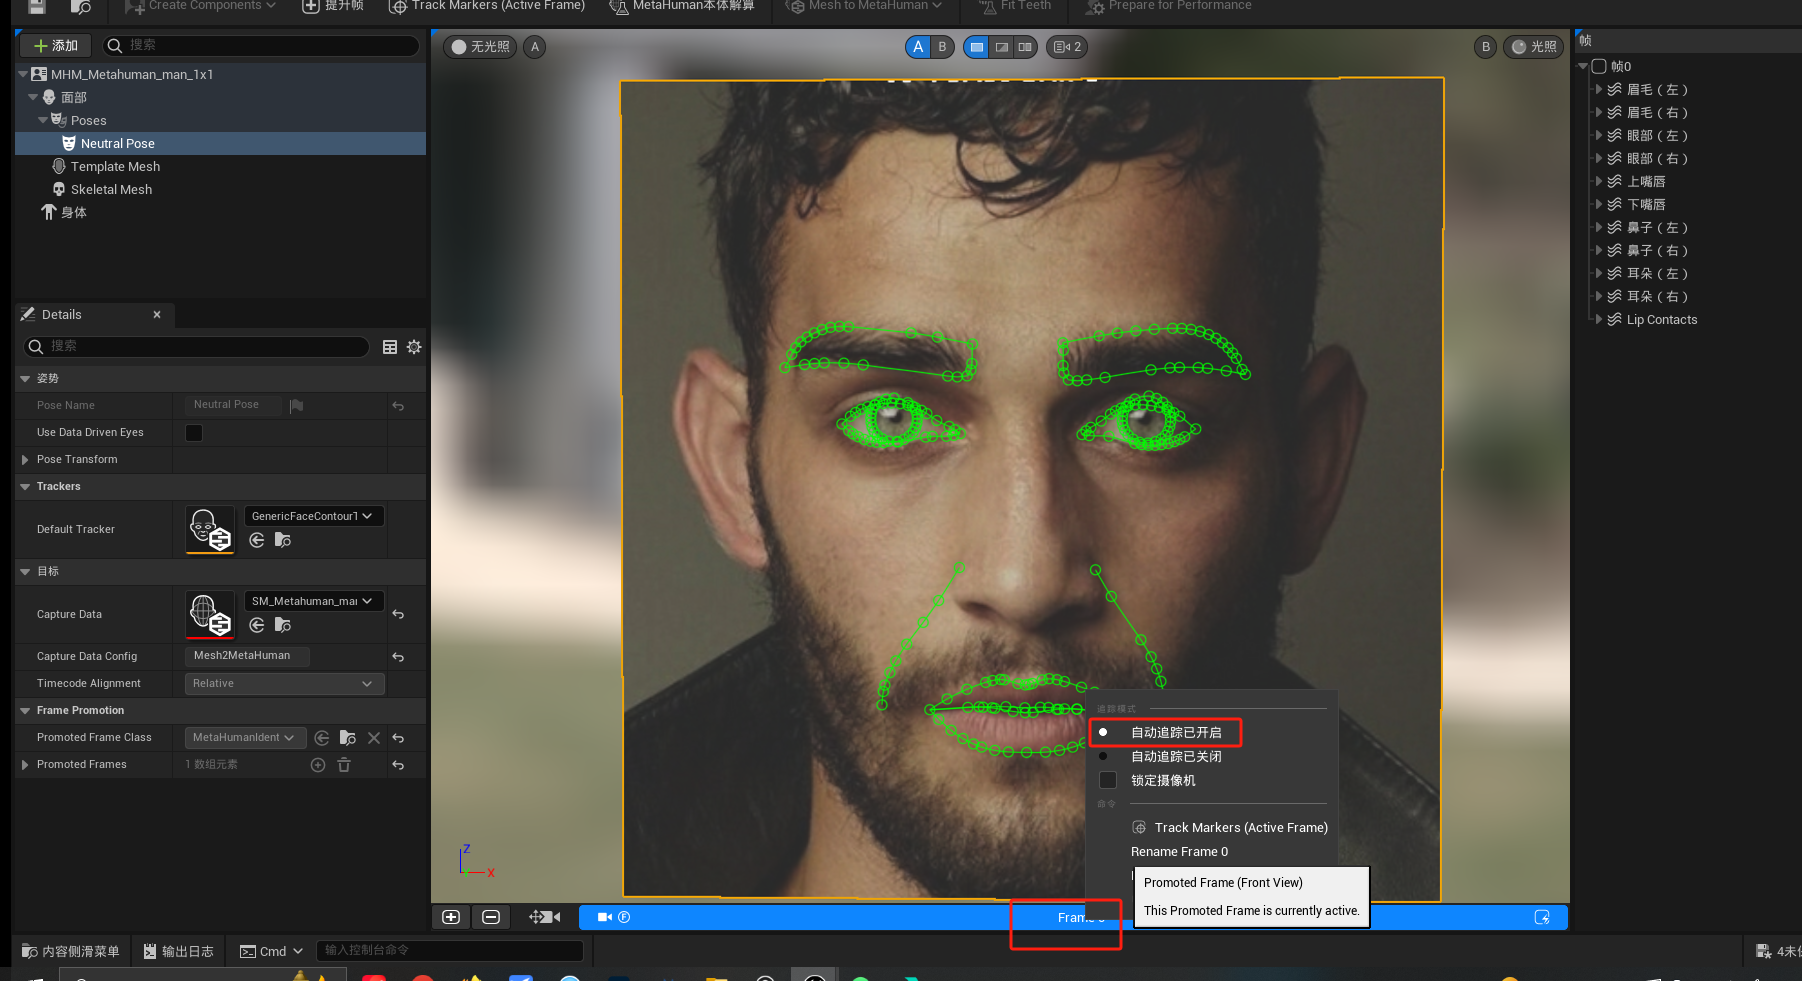 Create Components
提升帧
Track Markers (Active Frame)
MetaHuman本体解算
Mesh to MetaHuman
Fit Teeth
Prepare for Performance
添加
搜索
MHM_Metahuman_man_1x1
面部
Poses
Neutral Pose
Template Mesh
Skeletal Mesh
身体
Details
搜索
姿势
Pose Name
Neutral Pose
Use Data Driven Eyes
Pose Transform
Trackers
Default Tracker
GenericFaceContourT
目标
Capture Data
SM_Metahuman_mai
Capture Data Config
Mesh2MetaHuman
Timecode Alignment
Relative
Frame Promotion
Promoted Frame Class
MetaHumanIdent
Promoted Frames
1 数组元素
无光照
A
A
B
2
B
光照
Z
X
追踪模式
自动追踪已开启
自动追踪已关闭
锁定摄像机
命令
Track Markers (Active Frame)
Rename Frame 0
Promoted Frame (Front View)
This Promoted Frame is currently active.
F
帧
帧0
眉毛（左）
眉毛（右）
眼部（左）
眼部（右）
上嘴唇
下嘴唇
鼻子（左）
鼻子（右）
耳朵（左）
耳朵（右）
Lip Contacts
内容侧滑菜单
输出日志
Cmd
输入控制台命令